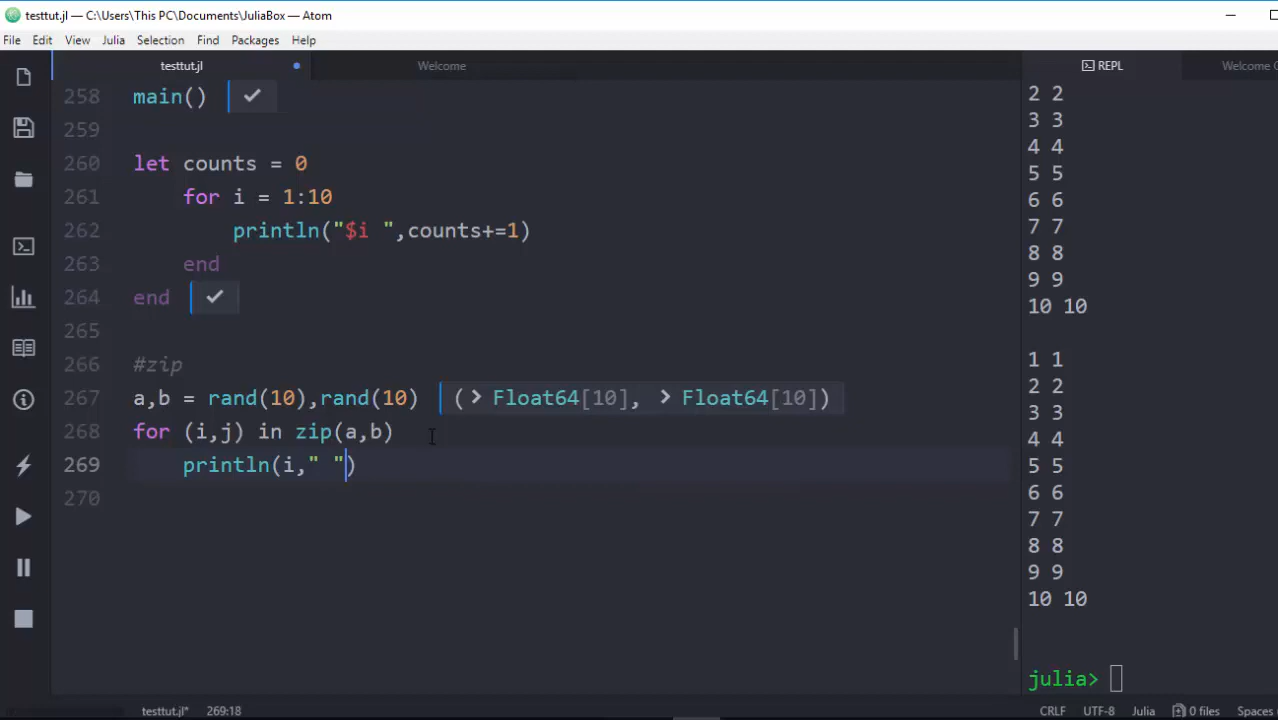 testtut.jl — C:\Users\This PC\Documents\JuliaBox — Atom
File Edit View Julia Selection Find Packages Help
testtut.jl Welcome REPL Welcome
258 main()
259
260 let counts = 0
261 for i = 1:10
262 println("$i ",counts+=1)
263 end
264 end
265
266 #zip
267 a,b = rand(10),rand(10) (> Float64[10], > Float64[10])
268 for (i,j) in zip(a,b)
269 println(i," ")
270
2 2
3 3
4 4
5 5
6 6
7 7
8 8
9 9
10 10
1 1
2 2
3 3
4 4
5 5
6 6
7 7
8 8
9 9
10 10
julia>
testtut.jl* 269:18 CRLF UTF-8 Julia 0 files Spaces